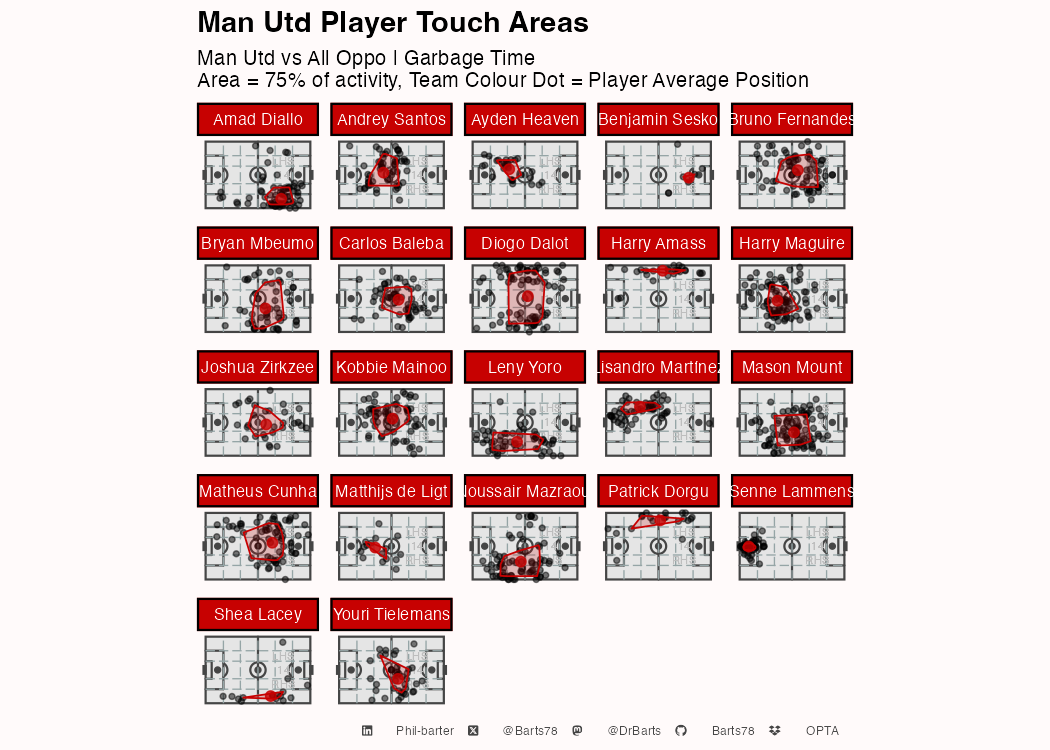 Man Utd Player Touch Areas
Man Utd vs All Oppo | Garbage Time
Area = 75% of activity, Team Colour Dot = Player Average Position
Amad Diallo Andrey Santos Ayden Heaven Benjamin Sesko Bruno Fernandes
Bryan Mbeumo Carlos Baleba Diogo Dalot Harry Amass Harry Maguire
Joshua Zirkzee Kobbie Mainoo Leny Yoro Lisandro Martínez Mason Mount
Matheus Cunha Matthijs de Ligt Noussair Mazraoui Patrick Dorgu Senne Lammens
Shea Lacey Youri Tielemans
Phil-barter @Barts78 @DrBarts Barts78 OPTA